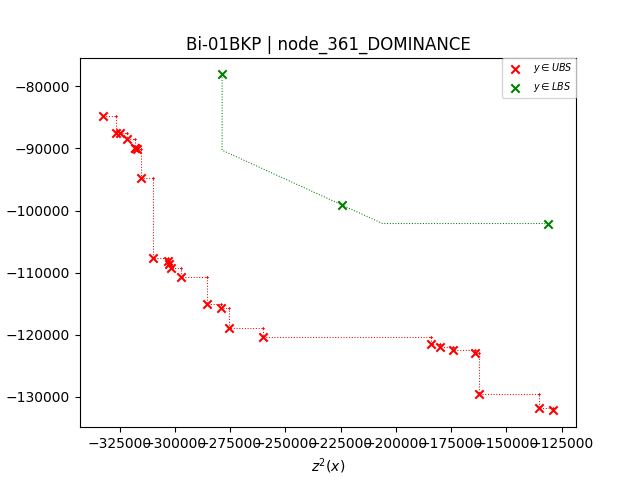 Bi-01BKP | node_361_DOMINANCE
y ∈ UBS
y ∈ LBS
−80000
−90000
−100000
−110000
−120000
−130000
−325000 −300000 −275000 −250000 −225000 −200000 −175000 −150000 −125000
z²(x)